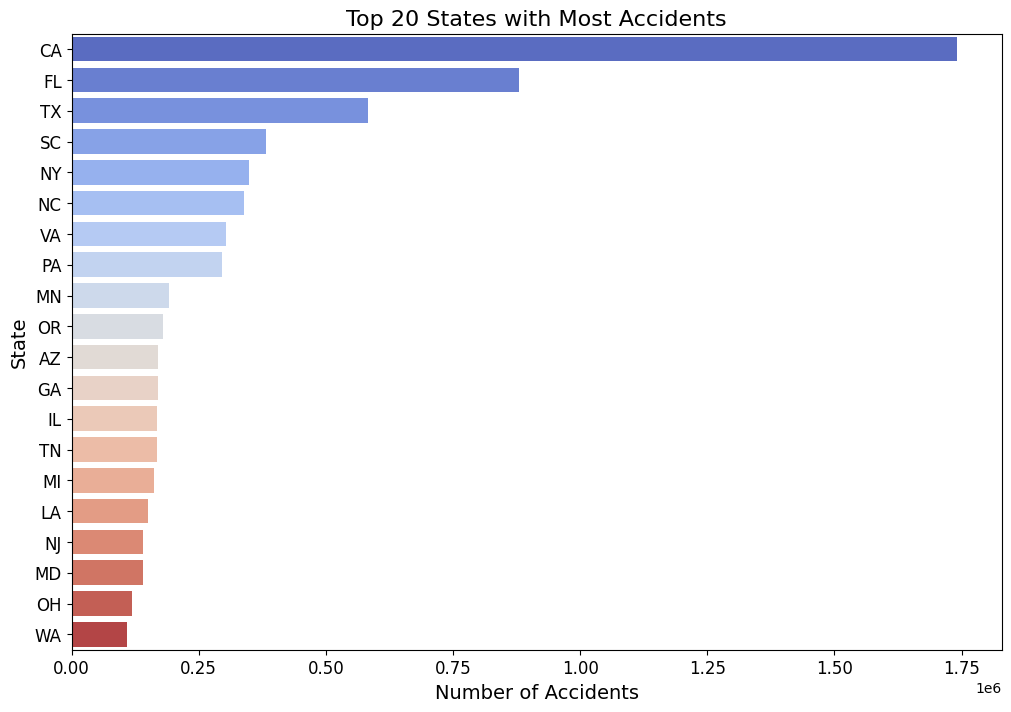 Top 20 States with Most Accidents
CA
FL
TX
SC
NY
NC
VA
PA
MN
OR
AZ
GA
IL
TN
MI
LA
NJ
MD
OH
WA
State
0.00 0.25 0.50 0.75 1.00 1.25 1.50 1.75
1e6
Number of Accidents